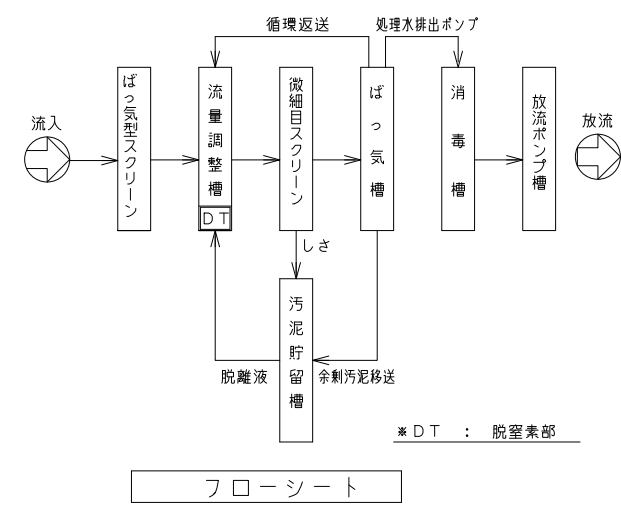 循環返送
処理水排出ポンプ
流入
ばっ気型スクリーン
流量調整槽
DT
微細目スクリーン
ばっ気槽
消毒槽
放流ポンプ槽
放流
しさ
汚泥貯留槽
脱離液
余剰汚泥移送
※DT : 脱窒素部
フローシート